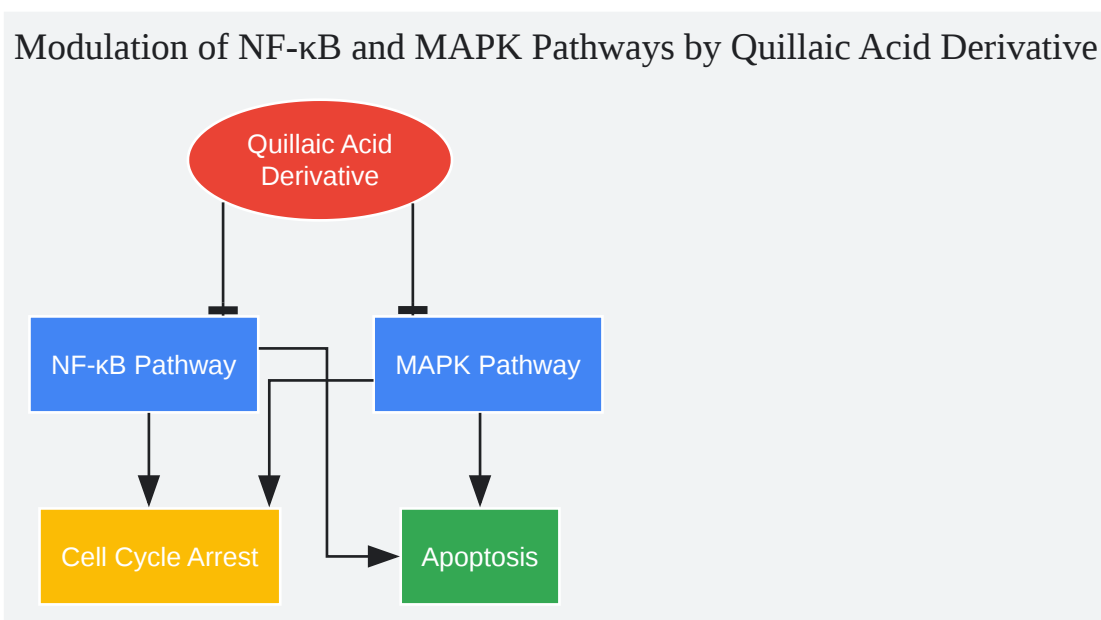 Modulation of NF-κB and MAPK Pathways by Quillaic Acid Derivative
Quillaic Acid
Derivative
NF-κB Pathway
MAPK Pathway
Cell Cycle Arrest
Apoptosis